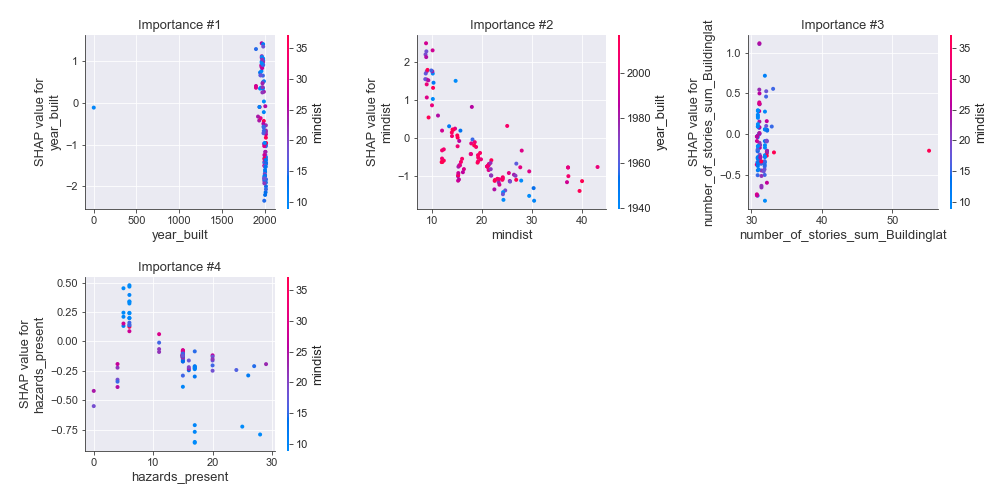 Importance #1
SHAP value for
year_built
1
0
−1
−2
0
500
1000
1500
2000
year_built
35
30
25
20
15
10
mindist
Importance #2
SHAP value for
mindist
2
1
0
−1
10
20
30
40
mindist
2000
1980
1960
1940
year_built
Importance #3
SHAP value for
number_of_stories_sum_Buildinglat
1.0
0.5
0.0
−0.5
30
40
50
number_of_stories_sum_Buildinglat
35
30
25
20
15
10
mindist
Importance #4
SHAP value for
hazards_present
0.50
0.25
0.00
−0.25
−0.50
−0.75
0
10
20
30
hazards_present
35
30
25
20
15
10
mindist